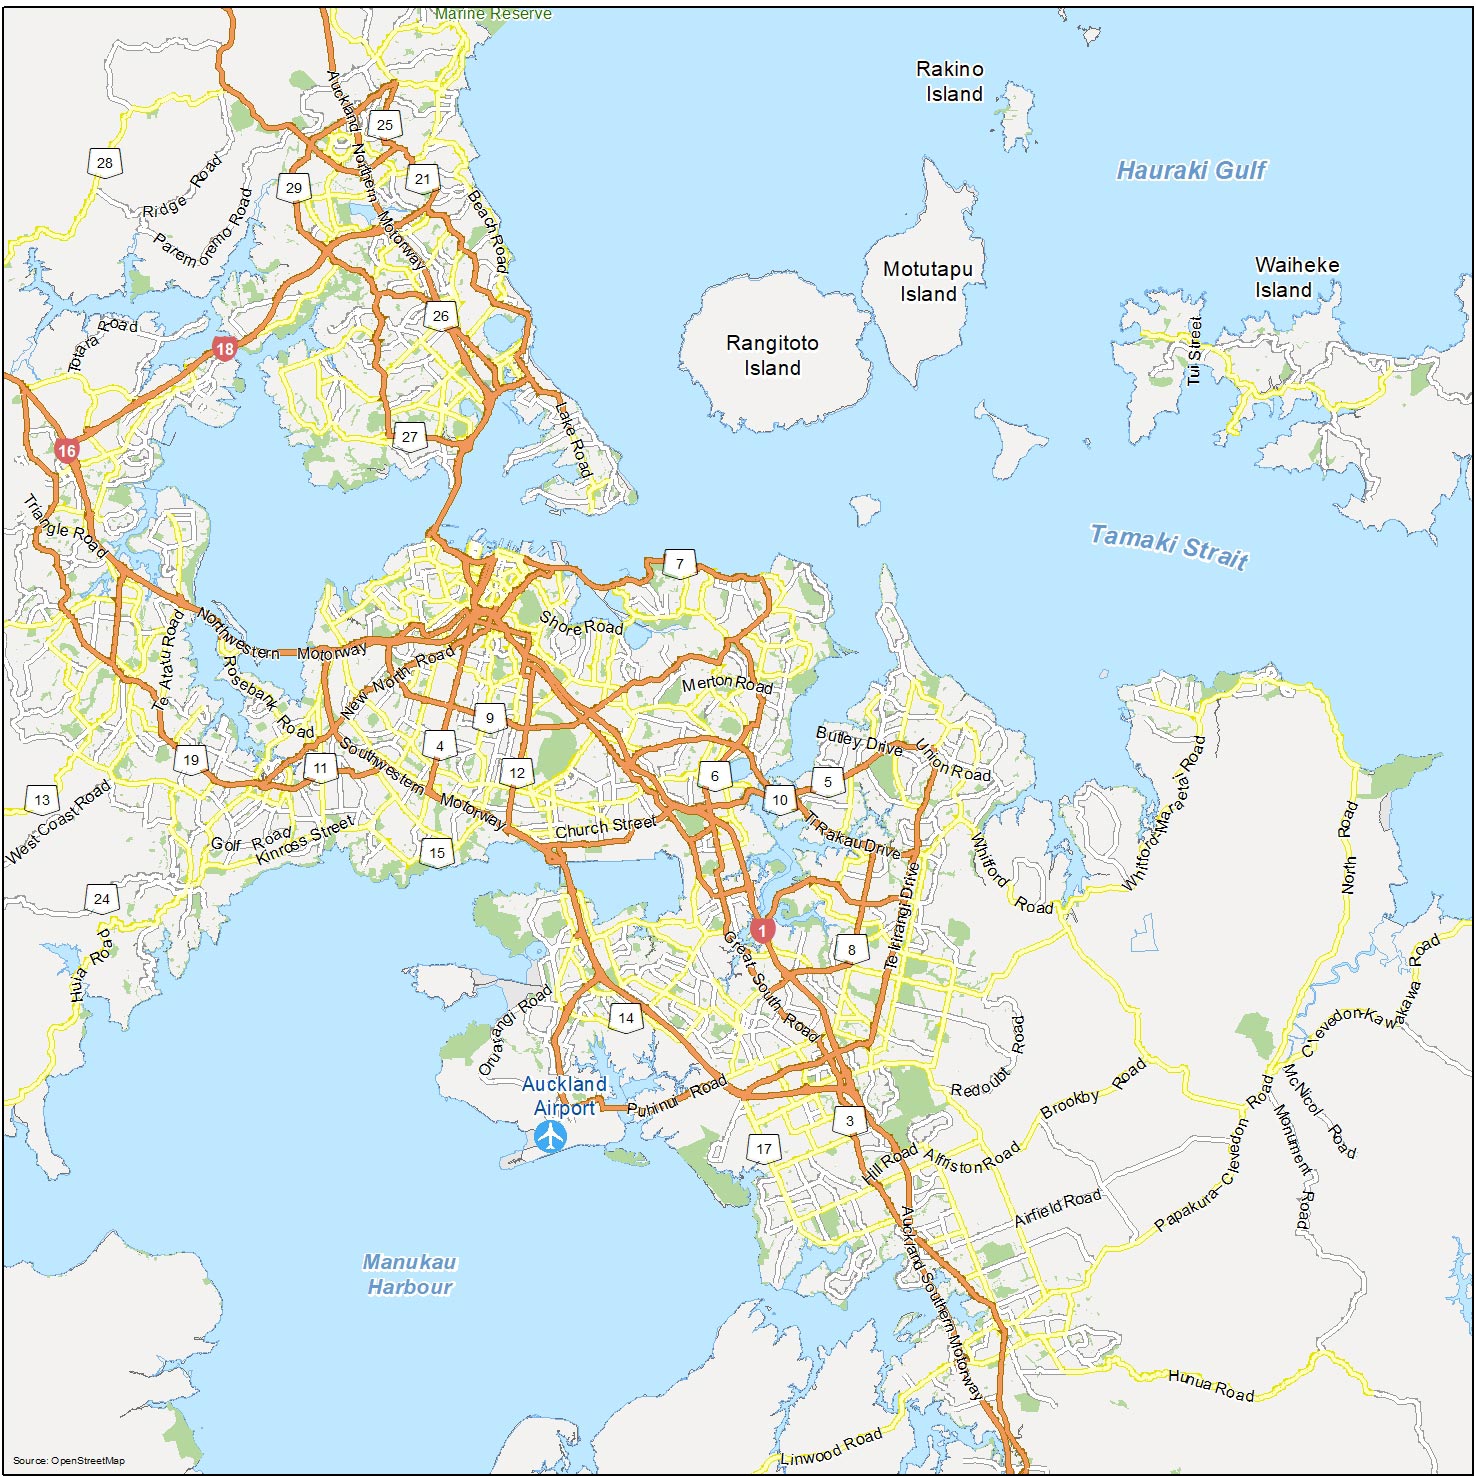 Marine Reserve
Rakino
Island
Auckland Northern Motorway
25
28
Hauraki Gulf
21
29
Ridge Road
Paremoremo Road
Beach Road
Motutapu
Island
Waiheke
Island
26
Totara Road
18
Rangitoto
Island
Tui Street
Lake Road
27
16
Triangle Road
Tamaki Strait
7
Northwestern Motorway
Shore Road
Te Atatu Road
Rosebank Road
New North Road
Merton Road
9
4
Southwestern Motorway
Butley Drive
Union Road
19
11
12
6
5
10
13
West Coast Road
Golf Road
Kinross Street
Church Street
Ti Rakau Drive
15
Whitford Road
Whitford-Maraetai Road
North Road
24
Huia Road
1
8
Te Irirangi Drive
Great South Road
Oruarangi Road
14
Clevedon-Kawakawa Road
Redoubt Road
Auckland
Airport
Puhinui Road
Brookby Road
McNicol Road
Monument Road
3
17
Hill Road
Alfriston Road
Papakura-Clevedon Road
Airfield Road
Manukau
Harbour
Auckland Southern Motorway
Hunua Road
Linwood Road
Source: OpenStreetMap